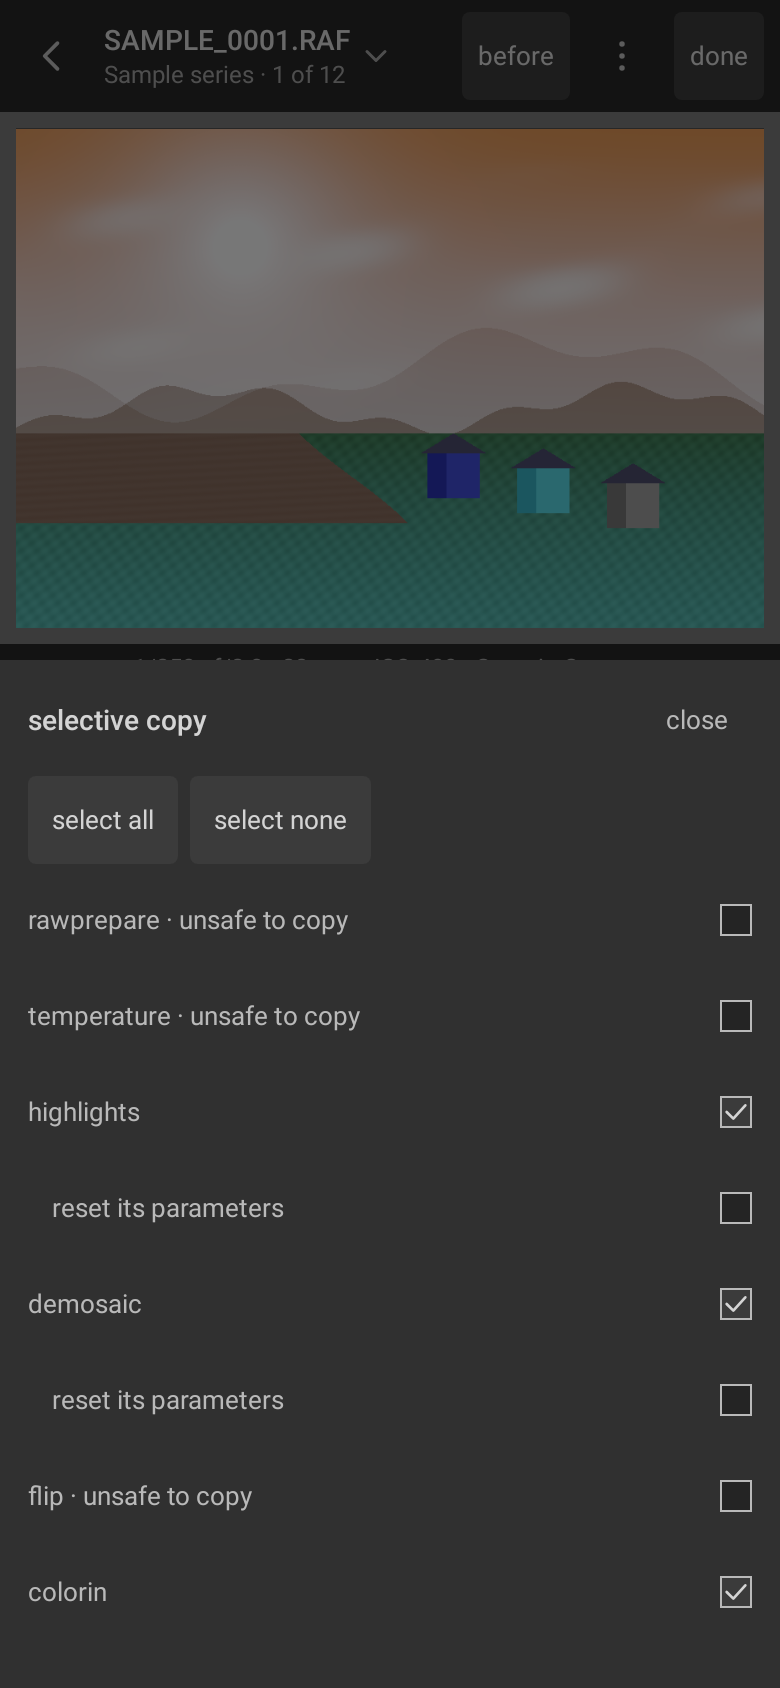 SAMPLE_0001.RAF
Sample series · 1 of 12
before
done
selective copy
close
select all
select none
rawprepare · unsafe to copy
temperature · unsafe to copy
highlights
reset its parameters
demosaic
reset its parameters
flip · unsafe to copy
colorin